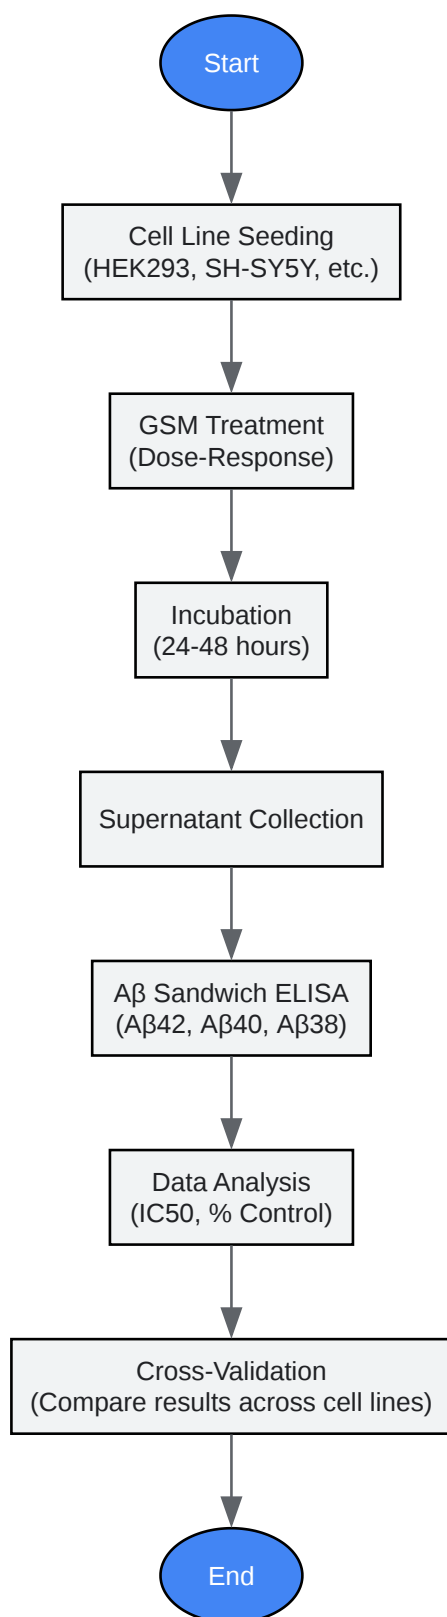 Start
Cell Line Seeding
(HEK293, SH-SY5Y, etc.)
GSM Treatment
(Dose-Response)
Incubation
(24-48 hours)
Supernatant Collection
Aβ Sandwich ELISA
(Aβ42, Aβ40, Aβ38)
Data Analysis
(IC50, % Control)
Cross-Validation
(Compare results across cell lines)
End